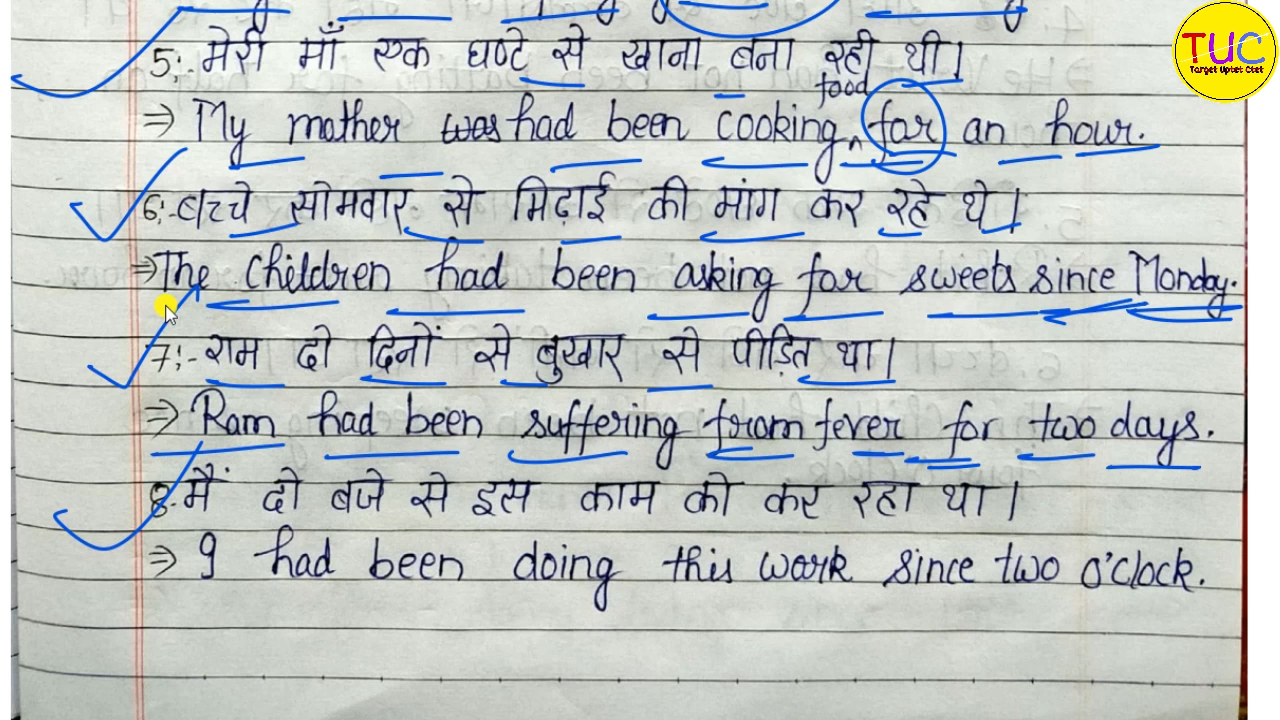 TUC
Target Uptet Ctet
5:- मेरी माँ एक घण्टे से खाना बना रही थी।
food
⇒ My mother was had been cooking ^ for an hour.
6:- बच्चे सोमवार से मिठाई की मांग कर रहे थे।
⇒ The children had been asking for sweets since Monday.
7:- राम दो दिनों से बुखार से पीड़ित था।
⇒ Ram had been suffering from fever for two days.
8:- मैं दो बजे से इस काम को कर रहा था।
⇒ I had been doing this work since two o'clock.